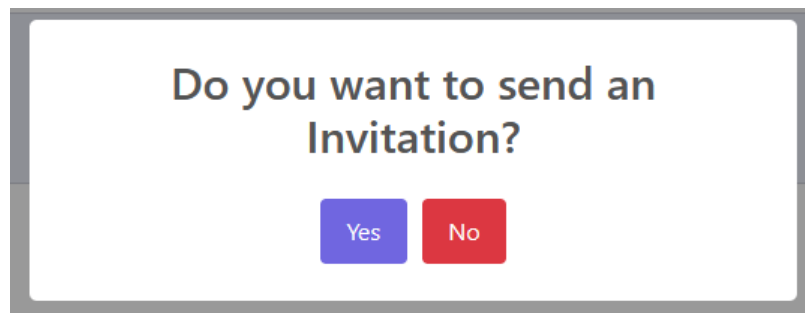 Do you want to send an
Invitation?
Yes No